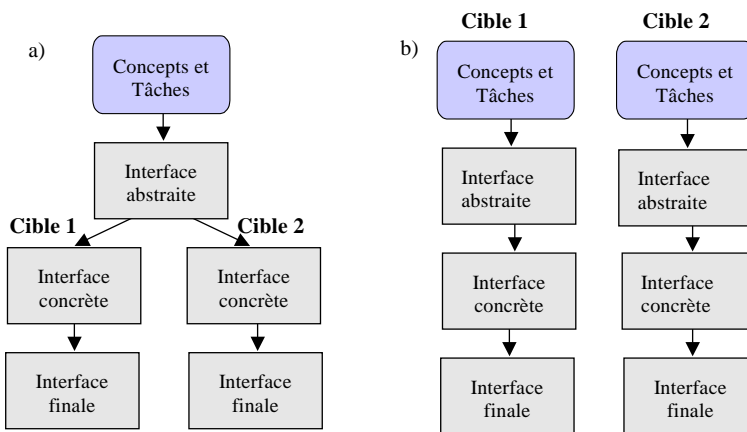 a)
Concepts et
Tâches
Interface
abstraite
Cible 1
Cible 2
Interface
concrète
Interface
concrète
Interface
finale
Interface
finale
b)
Cible 1
Cible 2
Concepts et
Tâches
Concepts et
Tâches
Interface
abstraite
Interface
abstraite
Interface
concrète
Interface
concrète
Interface
finale
Interface
finale